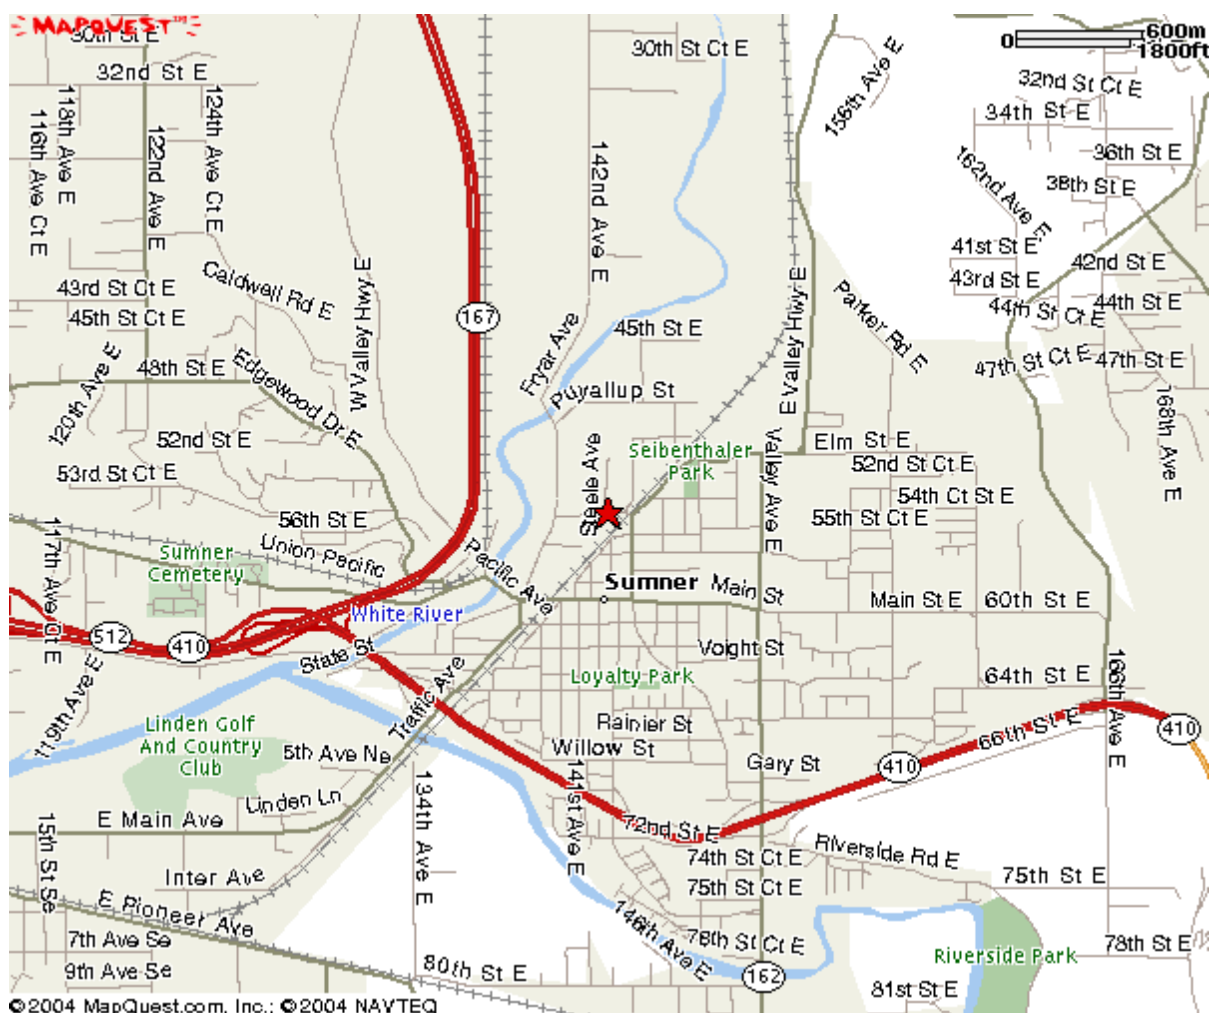 MAPQUEST
600m
0
1800ft
30th St E
30th St Ct E
32nd St E
32nd St Ct E
118th Ave E
124th Ave Ct E
156th Ave E
34th St E
116th Ave Ct E
122nd Ave E
142nd Ave E
162nd Ave E
36th St E
38th St E
41st St E
42nd St E
43rd St E
43rd St Ct E
Caldwell Rd E
W Valley Hwy E
E Valley Hwy E
Parker Rd E
44th St Ct E
44th St E
45th St Ct E
167
Fryar Ave
45th St E
47th St Ct E
47th St E
48th St E
120th Ave E
Edgewood Dr E
Puyallup St
168th Ave E
52nd St E
53rd St Ct E
Steele Ave
Seibenthaler
Park
Valley Ave E
Elm St E
52nd St Ct E
54th Ct St E
55th St Ct E
56th St E
117th Ave Ct E
Union Pacific
Sumner
Cemetery
Pacific Ave
Sumner
Main St
Main St E
60th St E
White River
512
410
State St
Voight St
119th Ave E
Traffic Ave
Loyalty Park
64th St E
166th Ave E
Linden Golf
And Country
Club
Rainier St
Willow St
66th St E
410
5th Ave Ne
Gary St
410
Linden Ln
134th Ave E
141st Ave E
E Main Ave
72nd St E
15th St Se
74th St Ct E
Riverside Rd E
Inter Ave
75th St Ct E
75th St E
E Pioneer Ave
146th Ave E
7th Ave Se
78th St Ct E
78th St E
9th Ave Se
80th St E
162
Riverside Park
81st St E
©2004 MapQuest.com, Inc.; ©2004 NAVTEQ